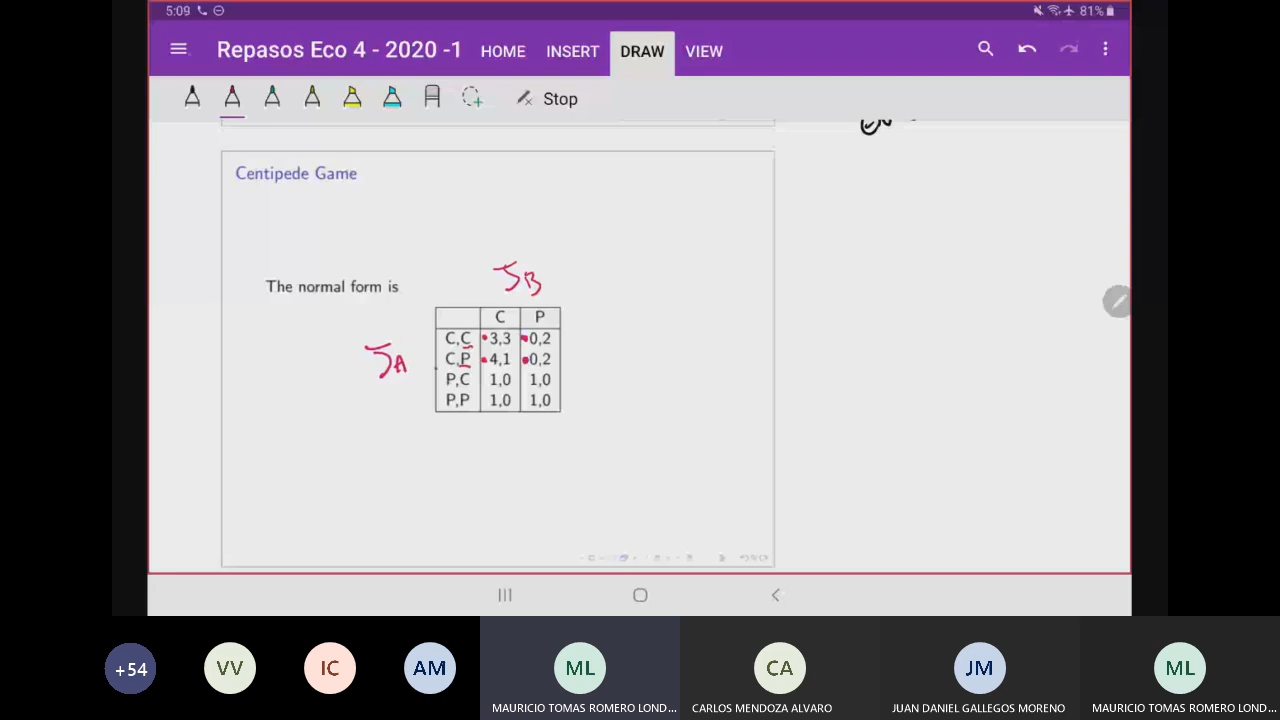 5:09 81%
Repasos Eco 4 - 2020 -1 HOME INSERT DRAW VIEW
Stop
Centipede Game
JB
The normal form is
C P
C,C 3,3 0,2
JA
C,P 4,1 0,2
P,C 1,0 1,0
P,P 1,0 1,0
+54 VV IC AM ML CA JM ML
MAURICIO TOMAS ROMERO LOND... CARLOS MENDOZA ALVARO JUAN DANIEL GALLEGOS MORENO MAURICIO TOMAS ROMERO LOND...